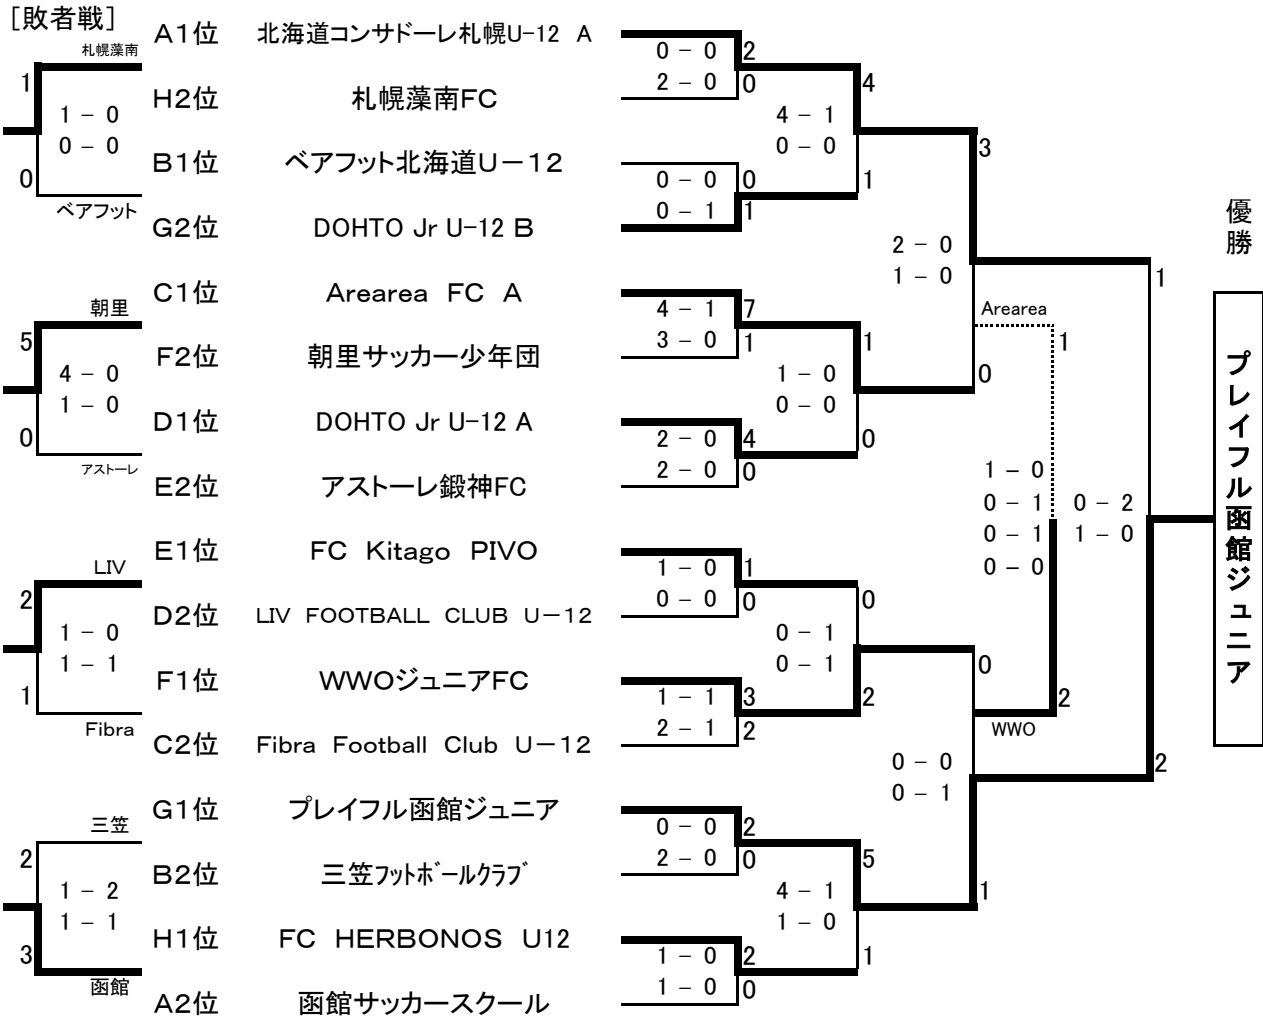 ［敗者戦］
札幌藻南
1
1 － 0
0 － 0
0
ベアフット
朝里
5
4 － 0
1 － 0
0
アストーレ
LIV
2
1 － 0
1 － 1
1
Fibra
三笠
2
1 － 2
1 － 1
3
函館
A1位 北海道コンサドーレ札幌U-12 A
H2位 札幌藻南FC
B1位 ベアフット北海道U－12
G2位 DOHTO Jr U-12 B
C1位 Arearea FC A
F2位 朝里サッカー少年団
D1位 DOHTO Jr U-12 A
E2位 アストーレ鍛神FC
E1位 FC Kitago PIVO
D2位 LIV FOOTBALL CLUB U－12
F1位 WWOジュニアFC
C2位 Fibra Football Club U－12
G1位 プレイフル函館ジュニア
B2位 三笠フットボールクラブ
H1位 FC HERBONOS U12
A2位 函館サッカースクール
0 － 0 2
2 － 0 0
0 － 0 0
0 － 1 1
4 － 1 7
3 － 0 1
2 － 0 4
2 － 0 0
1 － 0 1
0 － 0 0
1 － 1 3
2 － 1 2
0 － 0 2
2 － 0 0
1 － 0 2
1 － 0 0
4
4 － 1
0 － 0
1
1
1 － 0
0 － 0
0
0
0 － 1
0 － 1
2
5
4 － 1
1 － 0
1
3
2 － 0
1 － 0
0
0
0 － 0
0 － 1
1
Arearea
1
1 － 0
0 － 1
0 － 1
0 － 0
2
WWO
1
0 － 2
1 － 0
2
優勝
プレイフル函館ジュニア